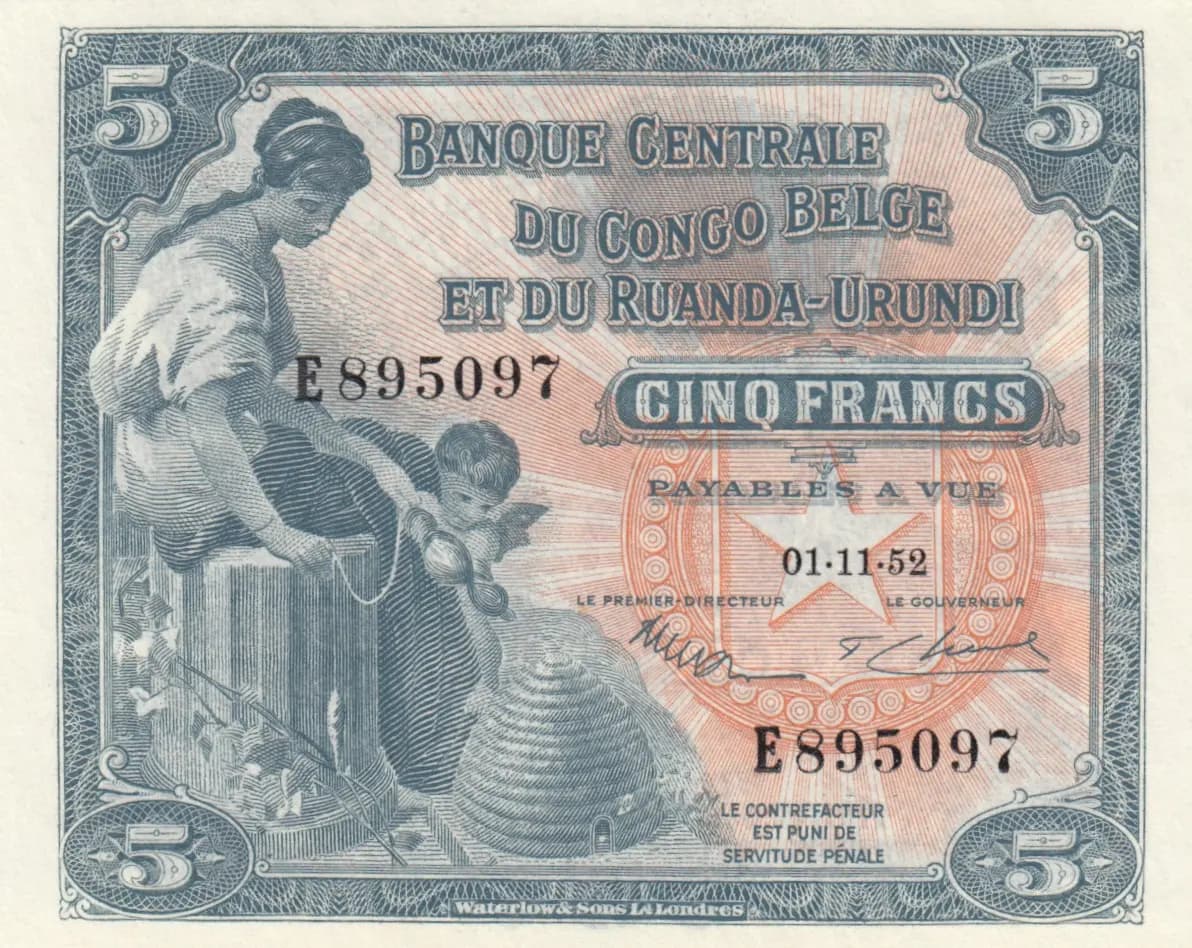 5 5
BANQUE CENTRALE
DU CONGO BELGE
ET DU RUANDA-URUNDI
E895097
CINQ FRANCS
PAYABLES A VUE
01·11·52
LE PREMIER-DIRECTEUR LE GOUVERNEUR
E895097
LE CONTREFACTEUR
EST PUNI DE
SERVITUDE PÉNALE
5 5
Waterlow & Sons Ld Londres